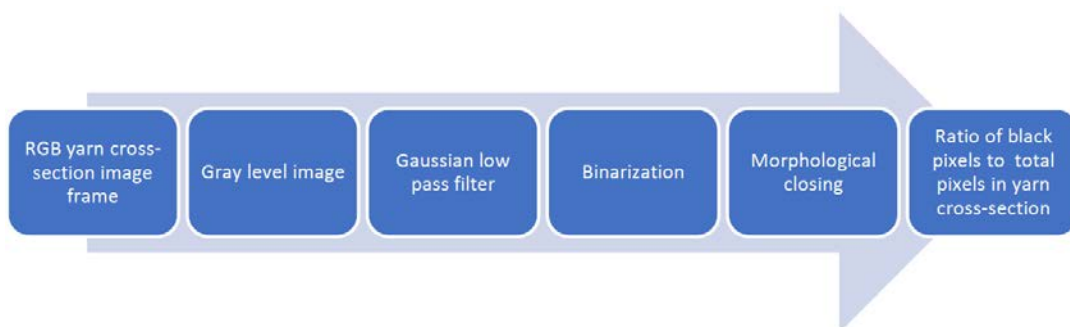 RGB yarn cross-
section image
frame
Gray level image
Gaussian low
pass filter
Binarization
Morphological
closing
Ratio of black
pixels to total
pixels in yarn
cross-section